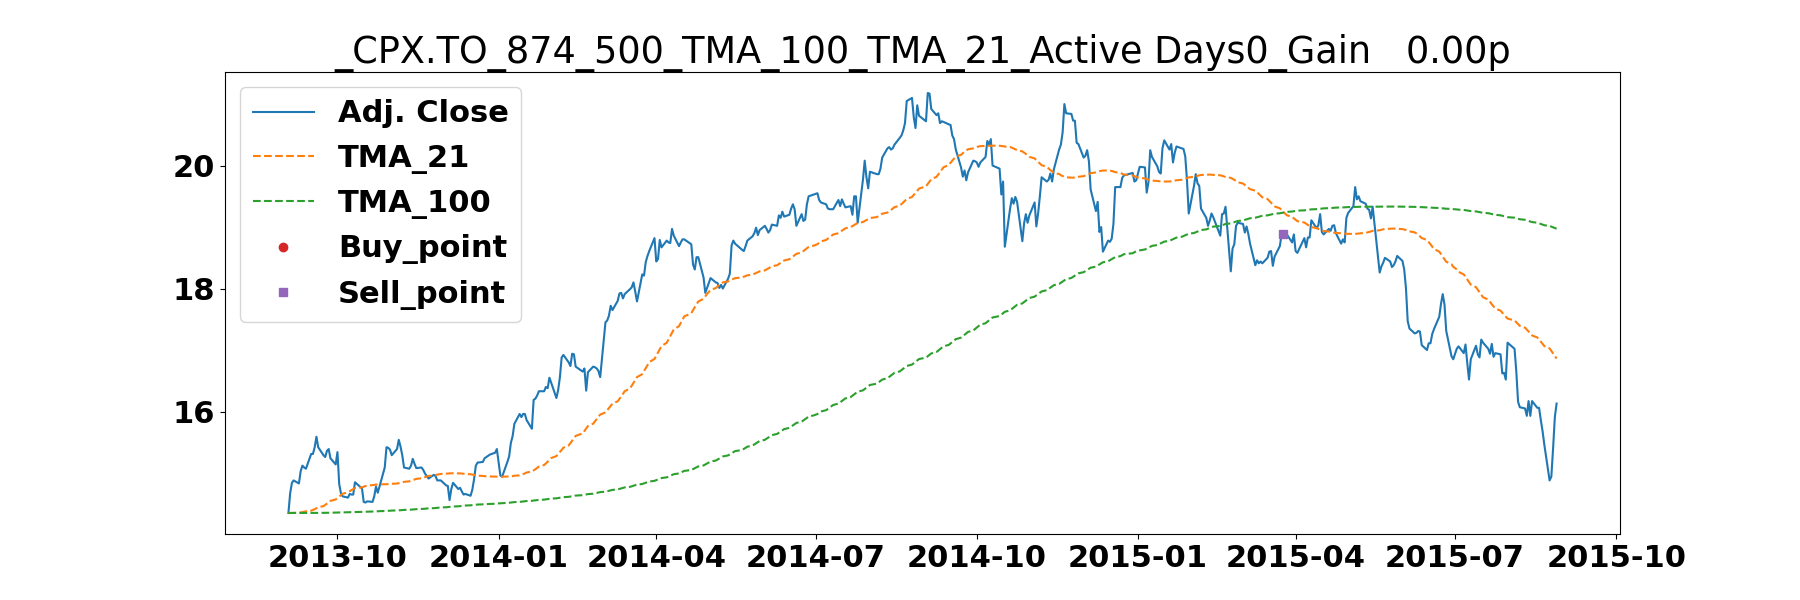 _CPX.TO_874_500_TMA_100_TMA_21_Active Days0_Gain   0.00p
Adj. Close
TMA_21
TMA_100
Buy_point
Sell_point
20
18
16
2013-10 2014-01 2014-04 2014-07 2014-10 2015-01 2015-04 2015-07 2015-10